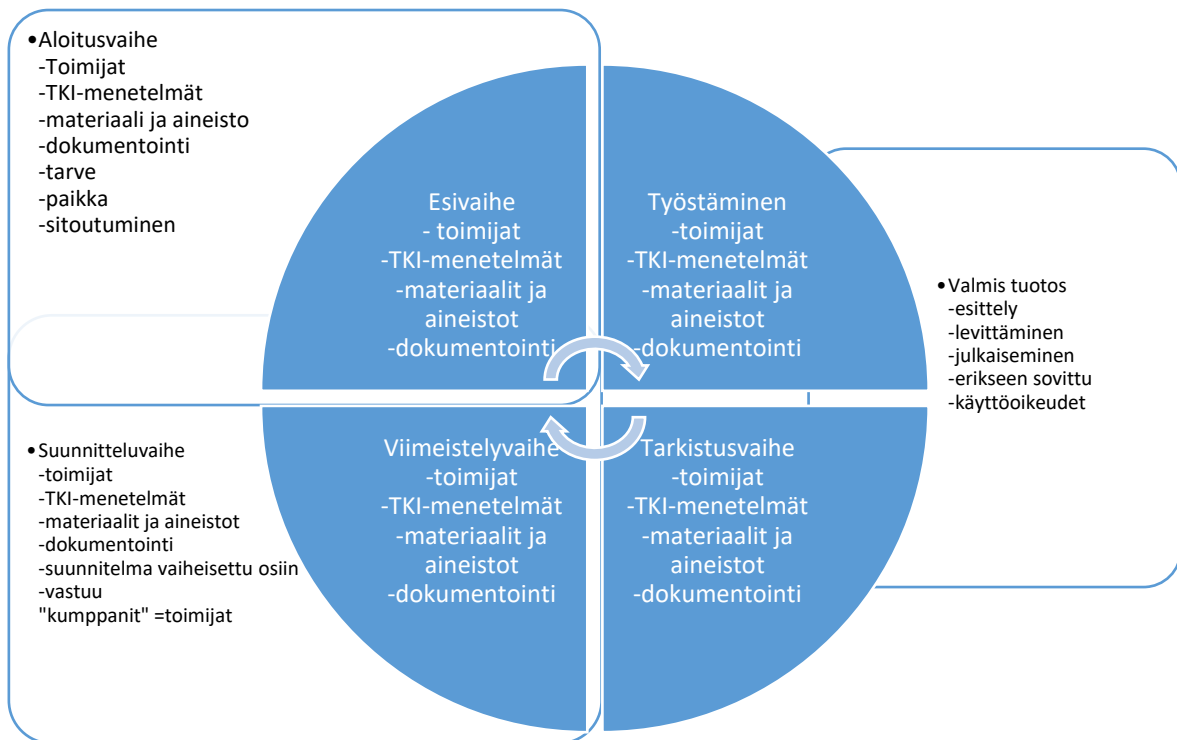 •Aloitusvaihe
-Toimijat
-TKI-menetelmät
-materiaali ja aineisto
-dokumentointi
-tarve
-paikka
-sitoutuminen
Esivaihe
- toimijat
-TKI-menetelmät
-materiaalit ja
aineistot
-dokumentointi
Työstäminen
-toimijat
-TKI-menetelmät
-materiaalit ja
aineistot
-dokumentointi
•Valmis tuotos
-esittely
-levittäminen
-julkaiseminen
-erikseen sovittu
-käyttöoikeudet
•Suunnitteluvaihe
-toimijat
-TKI-menetelmät
-materiaalit ja aineistot
-dokumentointi
-suunnitelma vaiheisettu osiin
-vastuu
"kumppanit" =toimijat
Viimeistelyvaihe
-toimijat
-TKI-menetelmät
-materiaalit ja
aineistot
-dokumentointi
Tarkistusvaihe
-toimijat
-TKI-menetelmät
-materiaalit ja
aineistot
-dokumentointi